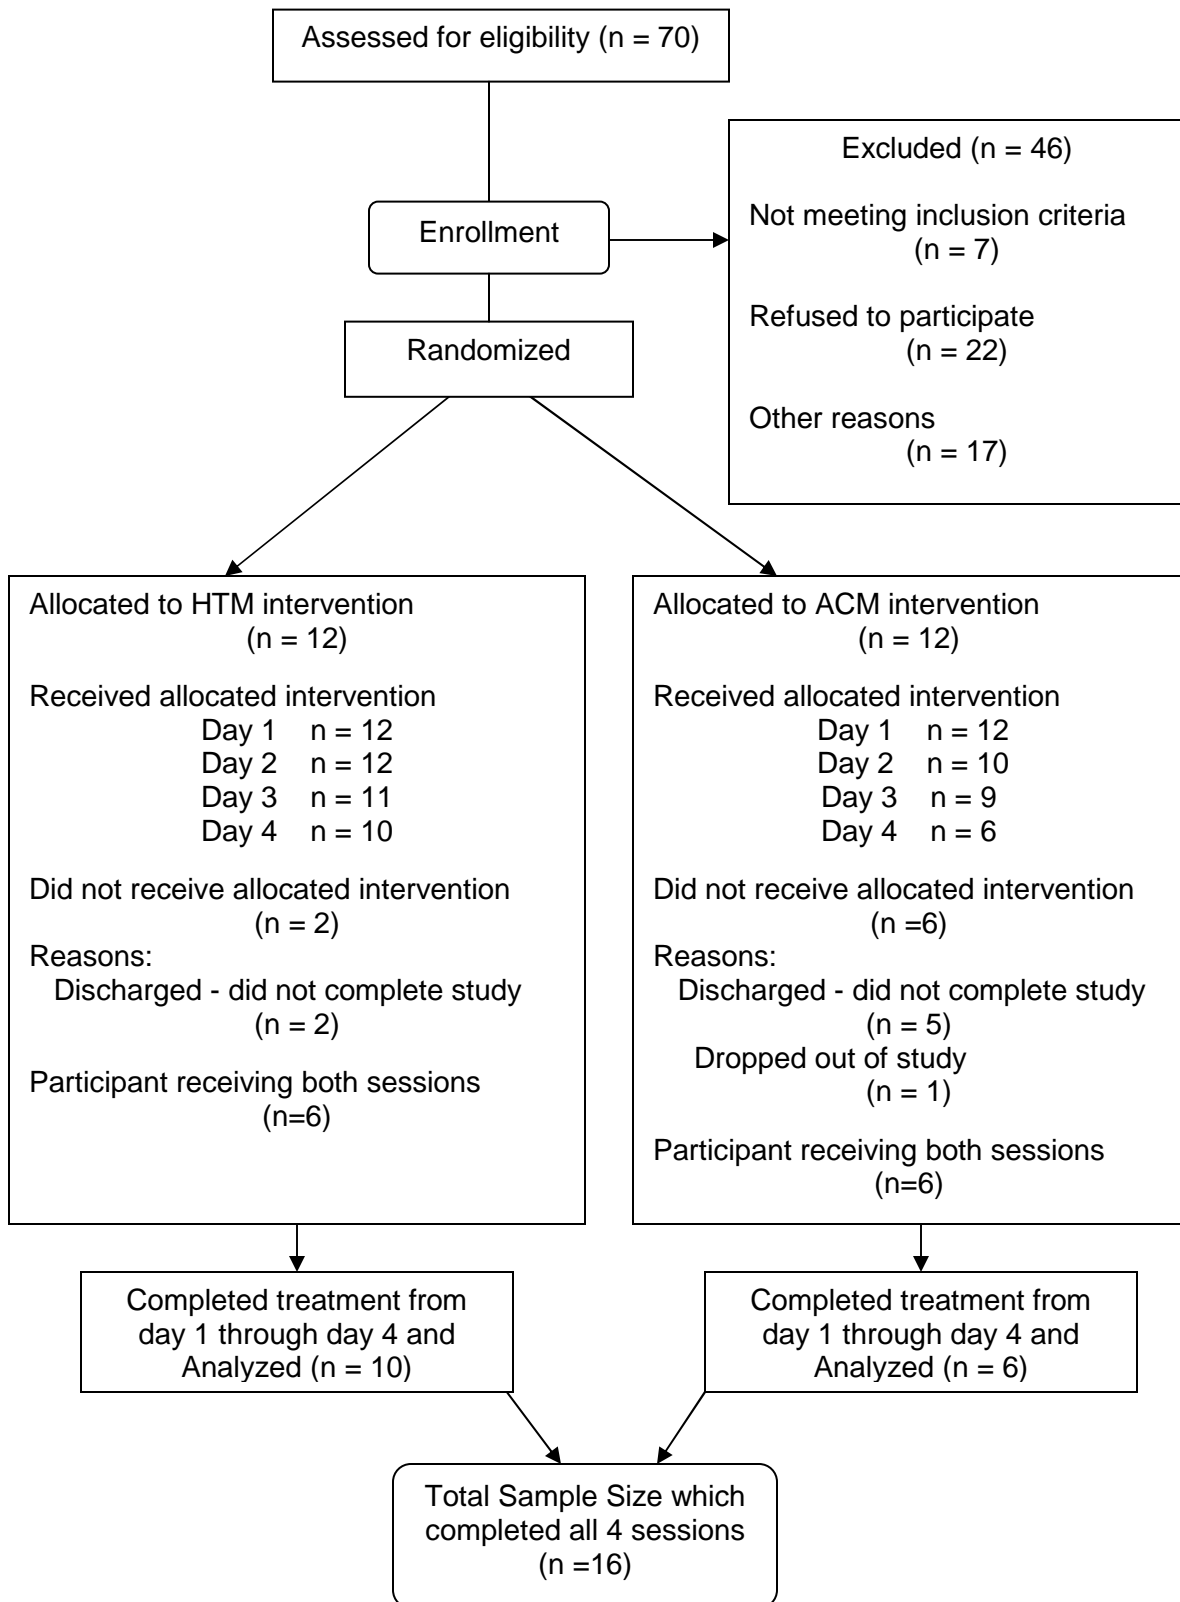 Assessed for eligibility (n = 70)
Excluded (n = 46)
Not meeting inclusion criteria
(n = 7)
Refused to participate
(n = 22)
Other reasons
(n = 17)
Enrollment
Randomized
Allocated to HTM intervention
(n = 12)
Received allocated intervention
Day 1 n = 12
Day 2 n = 12
Day 3 n = 11
Day 4 n = 10
Did not receive allocated intervention
(n = 2)
Reasons:
Discharged - did not complete study
(n = 2)
Participant receiving both sessions
(n=6)
Allocated to ACM intervention
(n = 12)
Received allocated intervention
Day 1 n = 12
Day 2 n = 10
Day 3 n = 9
Day 4 n = 6
Did not receive allocated intervention
(n =6)
Reasons:
Discharged - did not complete study
(n = 5)
Dropped out of study
(n = 1)
Participant receiving both sessions
(n=6)
Completed treatment from
day 1 through day 4 and
Analyzed (n = 10)
Completed treatment from
day 1 through day 4 and
Analyzed (n = 6)
Total Sample Size which
completed all 4 sessions
(n =16)